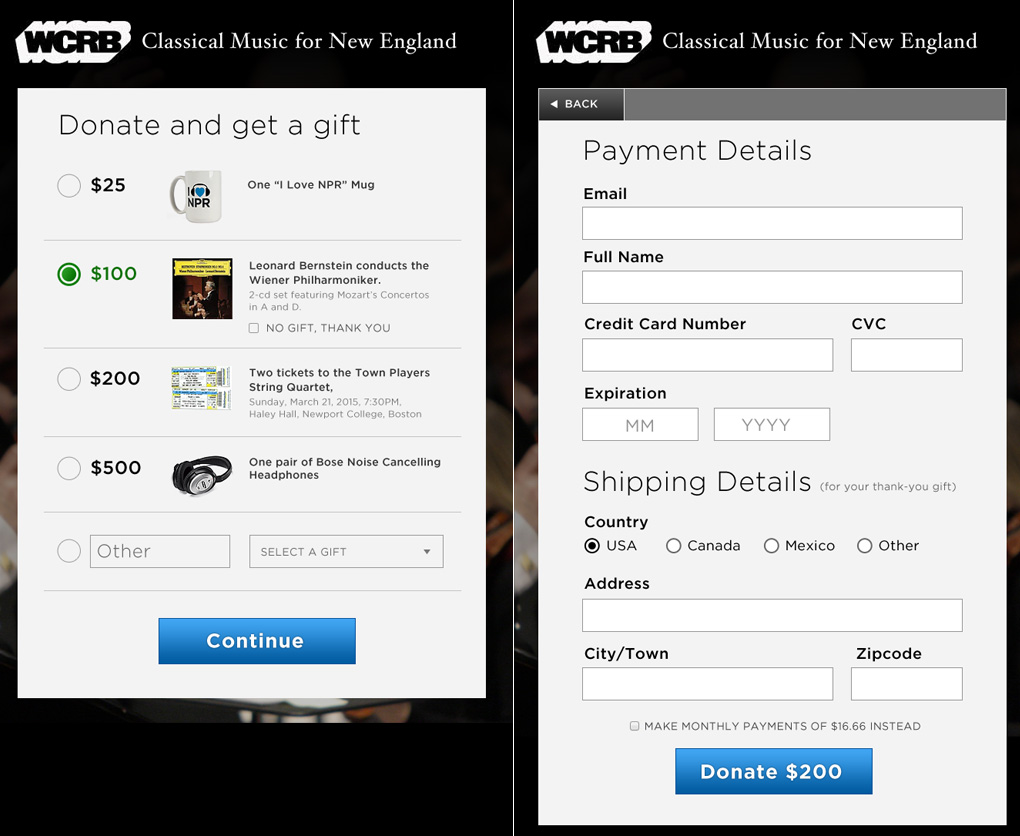 WCRB Classical Music for New England
Donate and get a gift
$25
I
NPR
One “I Love NPR” Mug
$100
Leonard Bernstein conducts the
Wiener Philharmoniker.
2-cd set featuring Mozart’s Concertos
in A and D.
NO GIFT, THANK YOU
$200
Two tickets to the Town Players
String Quartet,
Sunday, March 21, 2015, 7:30PM,
Haley Hall, Newport College, Boston
$500
One pair of Bose Noise Cancelling
Headphones
Other
SELECT A GIFT
Continue
WCRB Classical Music for New England
BACK
Payment Details
Email
Full Name
Credit Card Number CVC
Expiration
MM YYYY
Shipping Details (for your thank-you gift)
Country
USA Canada Mexico Other
Address
City/Town Zipcode
MAKE MONTHLY PAYMENTS OF $16.66 INSTEAD
Donate $200